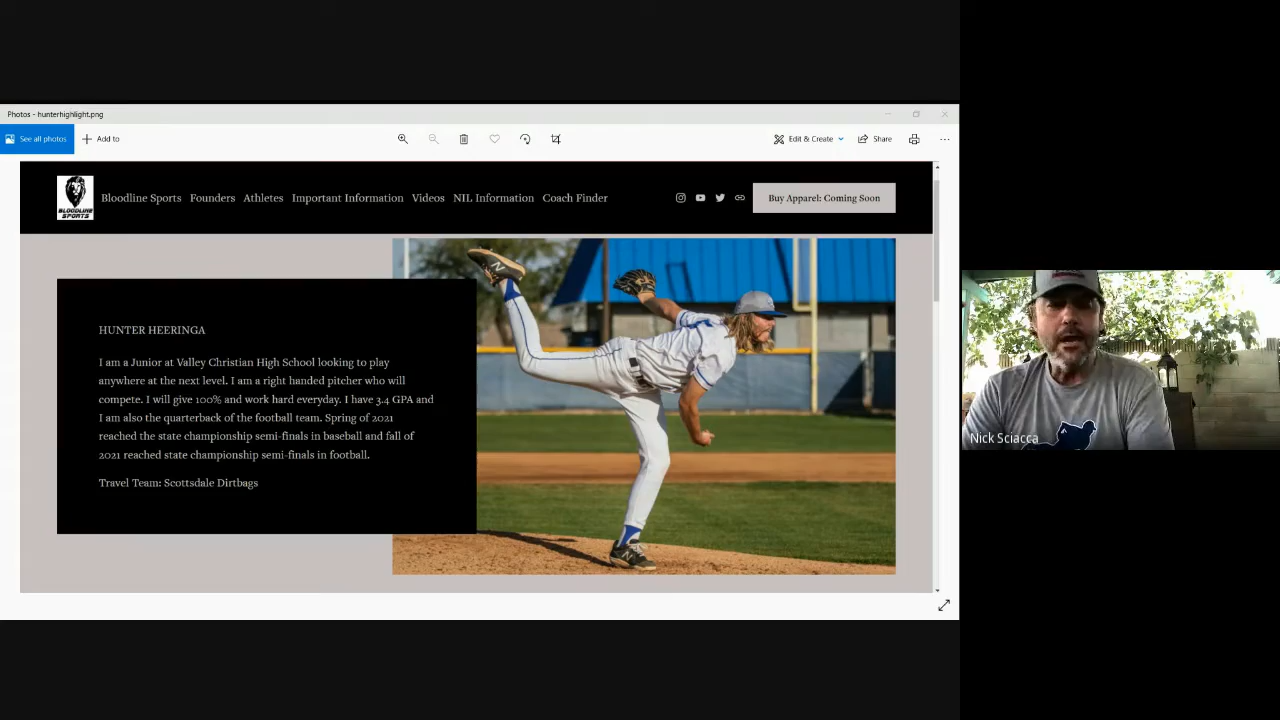 Photos - hunterhighlight.png
See all photos
Add to
Edit & Create
Share
BLOODLINE
SPORTS
Bloodline Sports Founders Athletes Important Information Videos NIL Information Coach Finder
Buy Apparel: Coming Soon
HUNTER HEERINGA
I am a Junior at Valley Christian High School looking to play
anywhere at the next level. I am a right handed pitcher who will
compete. I will give 100% and work hard everyday. I have 3.4 GPA and
I am also the quarterback of the football team. Spring of 2021
reached the state championship semi-finals in baseball and fall of
2021 reached state championship semi-finals in football.
Travel Team: Scottsdale Dirtbags
Nick Sciacca